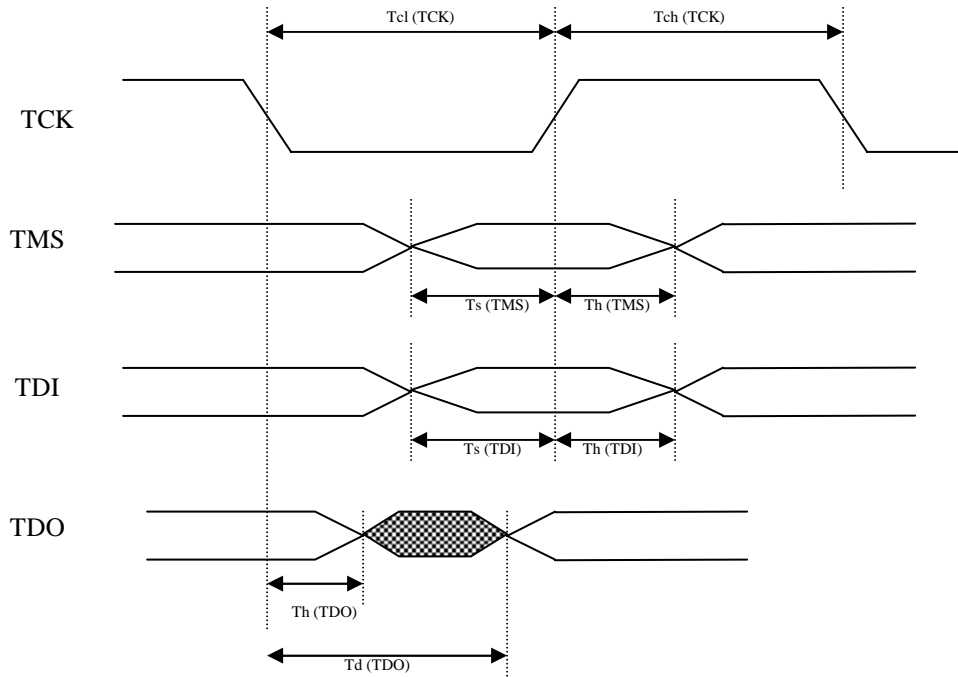 Tcl (TCK) Tch (TCK)
TCK
TMS
Ts (TMS) Th (TMS)
TDI
Ts (TDI) Th (TDI)
TDO
Th (TDO)
Td (TDO)